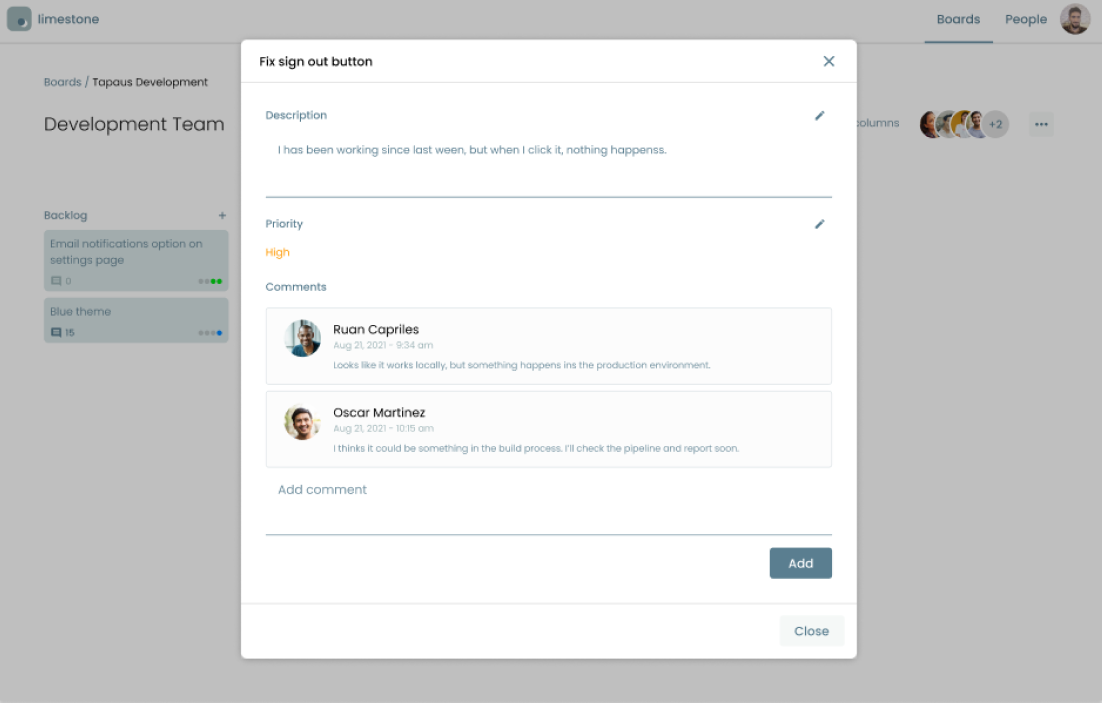 limestone
Boards People
Boards / Tapaus Development
Development Team
columns
+2
Backlog +
Email notifications option on
settings page
0
Blue theme
15
Fix sign out button
Description
I has been working since last ween, but when I click it, nothing happenss.
Priority
High
Comments
Ruan Capriles
Aug 21, 2021 - 9:34 am
Looks like it works locally, but something happens ins the production environment.
Oscar Martinez
Aug 21, 2021 - 10:15 am
I thinks it could be something in the build process. I'll check the pipeline and report soon.
Add comment
Add
Close